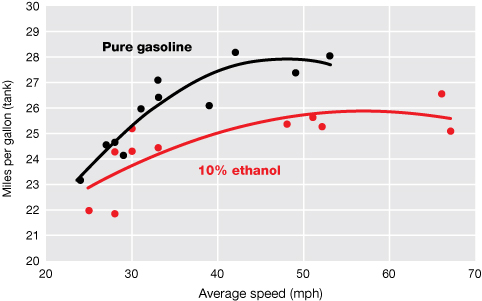 30
29
28
27
26
25
24
23
22
21
20
Miles per gallon (tank)
Pure gasoline
10% ethanol
20 30 40 50 60 70
Average speed (mph)